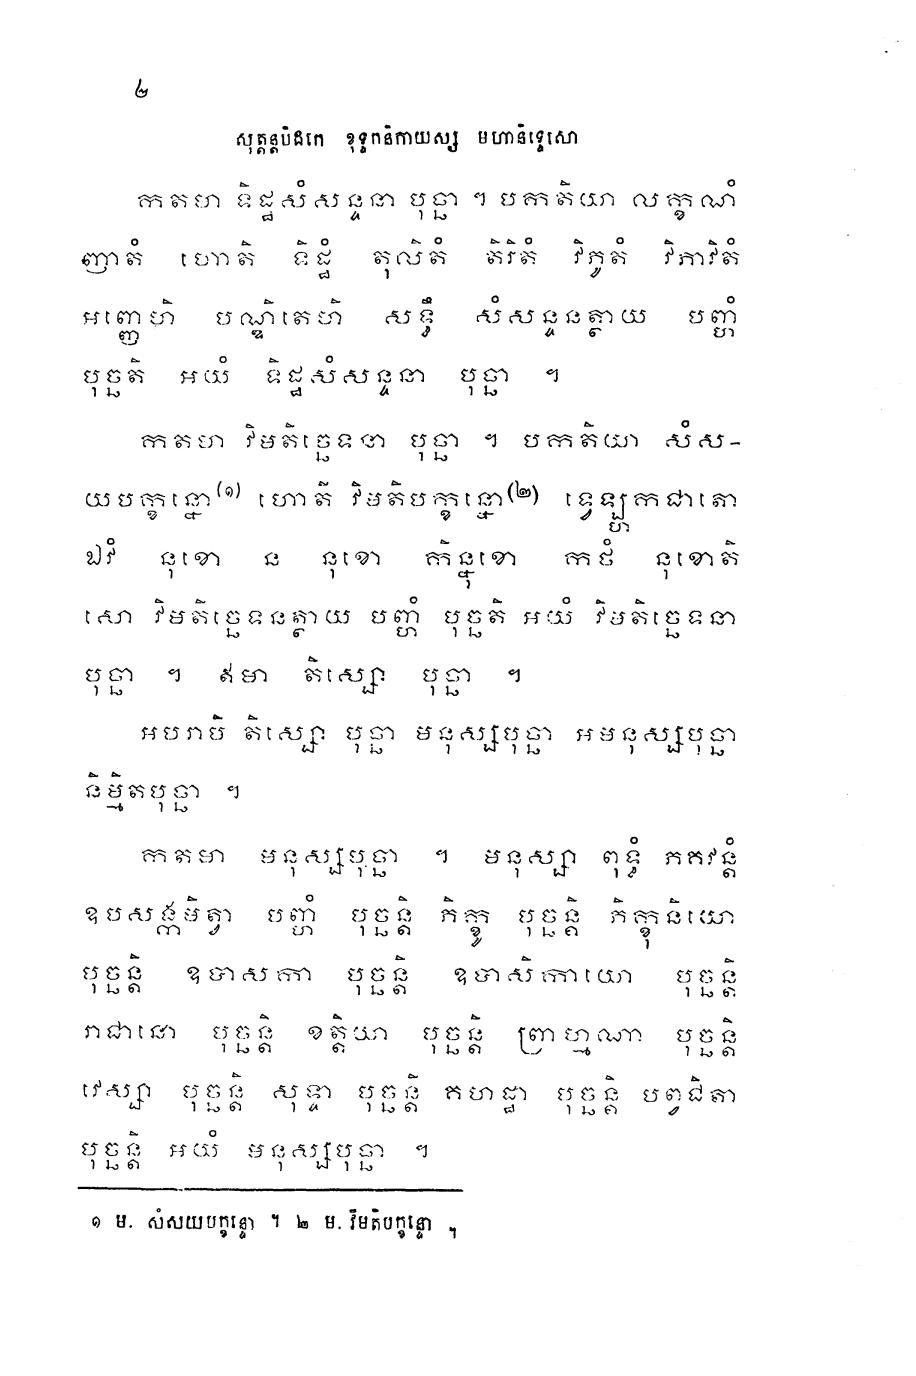 ៤
សុត្តន្តបិដកេ ខុទ្ទកនិកាយស្ស មហានិទ្ទេសោ
កតមា ទិដ្ឋសំសន្ទនា បុច្ឆា ។ បកតិយា លក្ខណំ
ញាតំ ហោតិ ទិដ្ឋំ តុលិតំ តិរិតំ វិភូតំ វិភាវិតំ
អញ្ញេហិ បណ្ឌិតេហិ សទ្ធឹ សំសន្ទនត្ថាយ បញ្ហំ
បុច្ឆតិ អយំ ទិដ្ឋសំសន្ទនា បុច្ឆា ។
កតមា វិមតិច្ឆេទនា បុច្ឆា ។ បកតិយា សំស-
យបក្ខន្នោ(១) ហោតិ វិមតិបក្ខន្នោ(២) ទ្វេឡ្ហកជាតោ
ឯវំ នុខោ ន នុខោ កិន្នុខោ កថំ នុខោតិ
សោ វិមតិច្ឆេទនត្ថាយ បញ្ហំ បុច្ឆតិ អយំ វិមតិច្ឆេទនា
បុច្ឆា ។ ឥមា តិស្សោ បុច្ឆា ។
អបរាបិ តិស្សោ បុច្ឆា មនុស្សបុច្ឆា អមនុស្សបុច្ឆា
និម្មិតបុច្ឆា ។
កតមា មនុស្សបុច្ឆា ។ មនុស្សា ពុទ្ធំ ភគវន្តំ
ឧបសង្កមិត្វា បញ្ហំ បុច្ឆន្តិ ភិក្ខូ បុច្ឆន្តិ ភិក្ខុនិយោ
បុច្ឆន្តិ ឧបាសកា បុច្ឆន្តិ ឧបាសិកាយោ បុច្ឆន្តិ
រាជានោ បុច្ឆន្តិ ខត្តិយា បុច្ឆន្តិ ព្រាហ្មណា បុច្ឆន្តិ
វេស្សា បុច្ឆន្តិ សុទ្ទា បុច្ឆន្តិ គហដ្ឋា បុច្ឆន្តិ បព្វជិតា
បុច្ឆន្តិ អយំ មនុស្សបុច្ឆា ។
១ ម. សំសយបក្ខន្ទោ ។ ២ ម. វិមតិបក្ខន្ទោ ។